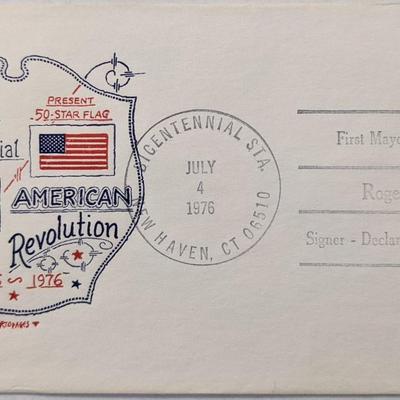 PRESENT
50-STAR FLAG
ial
AMERICAN
Revolution
1976
BICENTENNIAL STA.
JULY
4
1976
NEW HAVEN, CT 06510
First Mayo
Roge
Signer - Declar